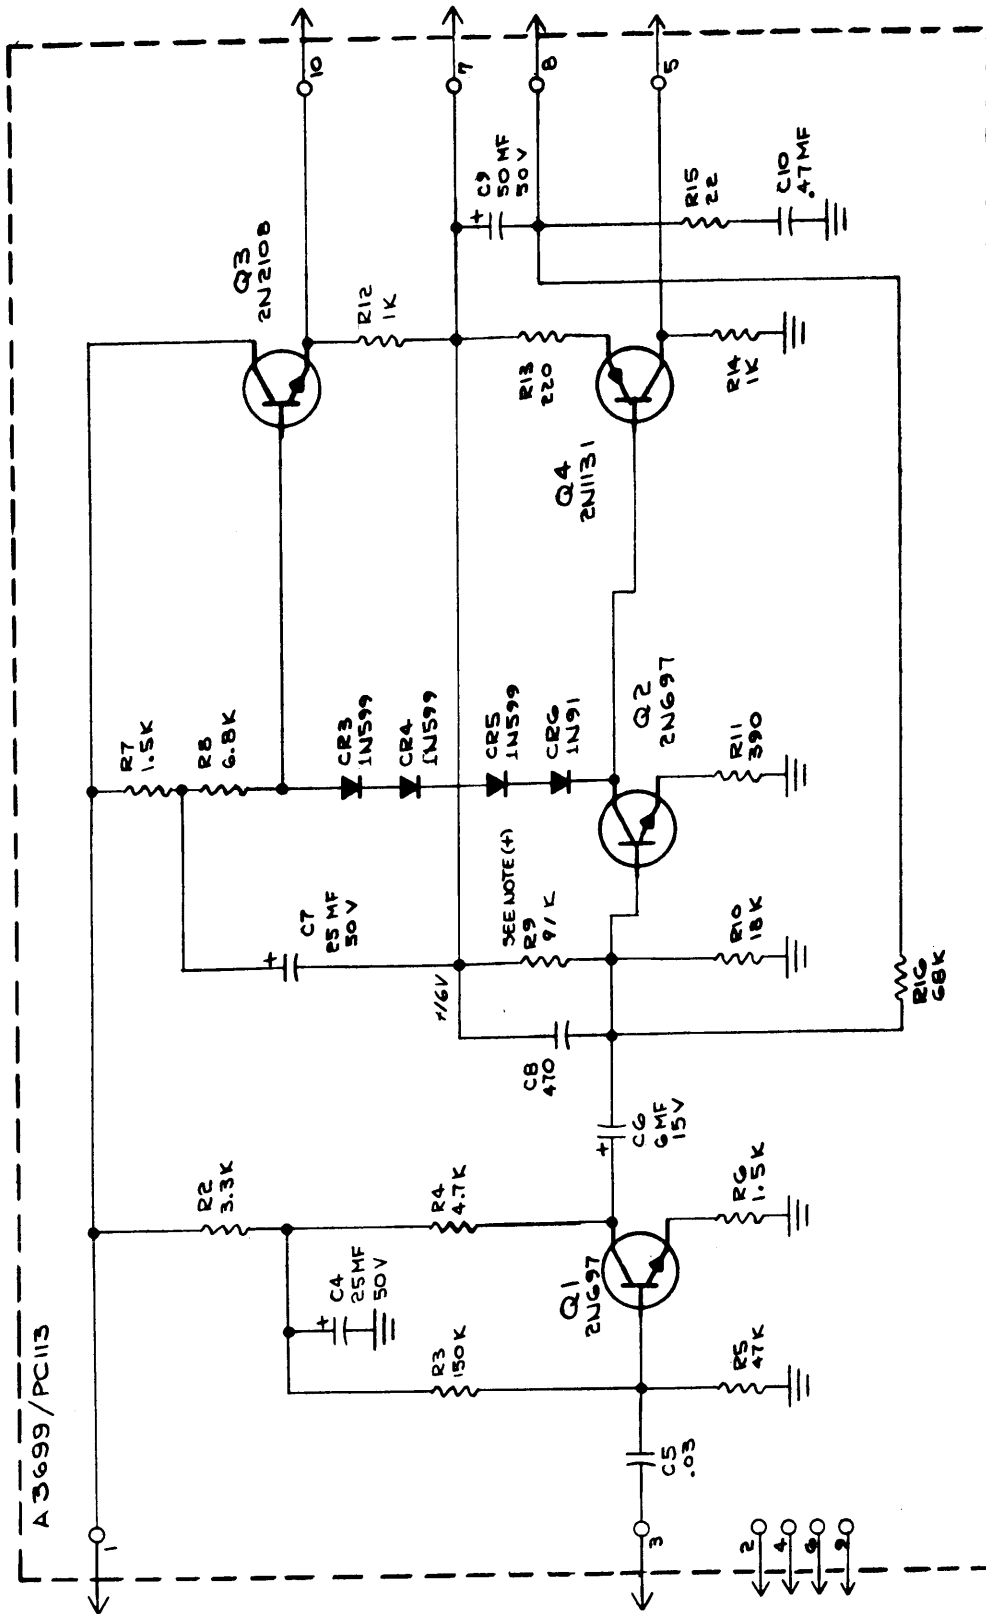 A3699/PC113
1
R2
3.3K
R7
1.5K
R8
6.8K
Q3
2N2108
10
C4
25MF
50V
C7
25 MF
50V
CR3
1N599
CR4
1N599
R12
1K
R3
150K
R4
4.7K
+16V
SEE NOTE (+)
R9
91K
CR5
1N599
CR6
1N91
7
C9
50MF
50V
8
R13
220
C8
470
Q4
2N1131
5
3
C5
.03
Q1
2N697
C6
6MF
15V
Q2
2N697
R15
22
R5
47K
R6
1.5K
R10
18K
R11
390
R14
1K
C10
.47MF
R16
68K
2
4
6
9